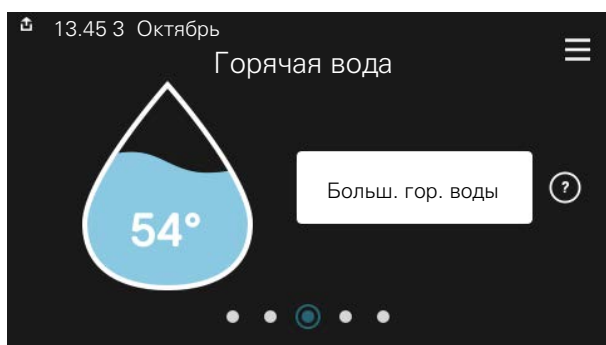 13.45 3 Октябрь
Горячая вода
54°
Больш. гор. воды
?